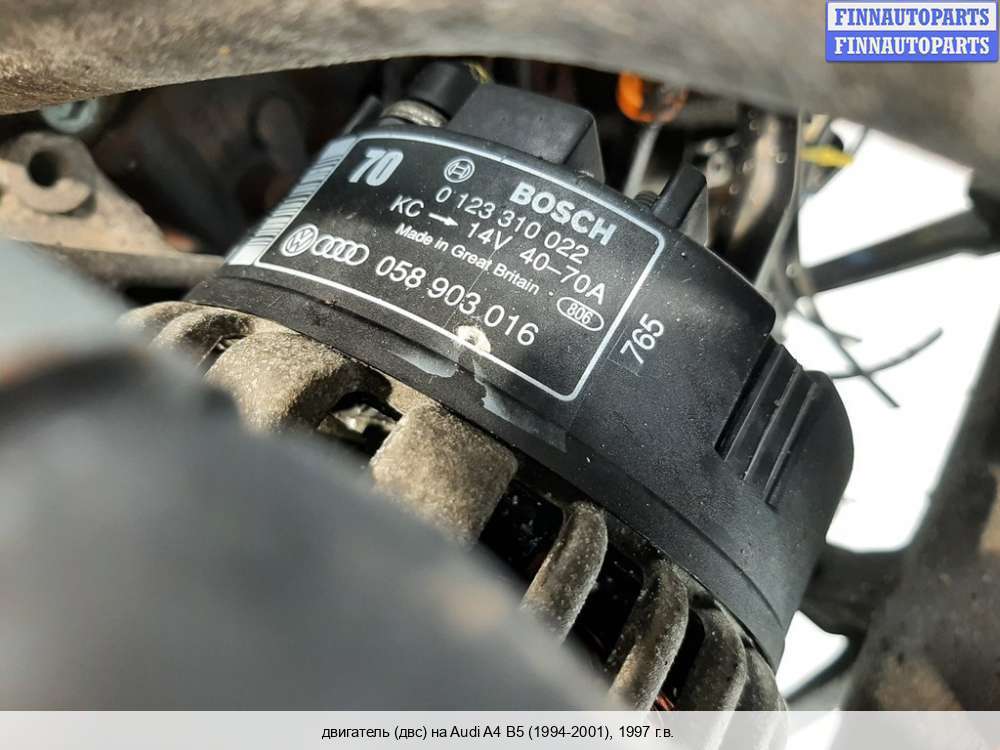 FINNAUTOPARTS
FINNAUTOPARTS
70
BOSCH
0 123 310 022
KC → 14V 40-70A
Made in Great Britain
806
058 903 016
765
двигатель (двс) на Audi A4 B5 (1994-2001), 1997 г.в.